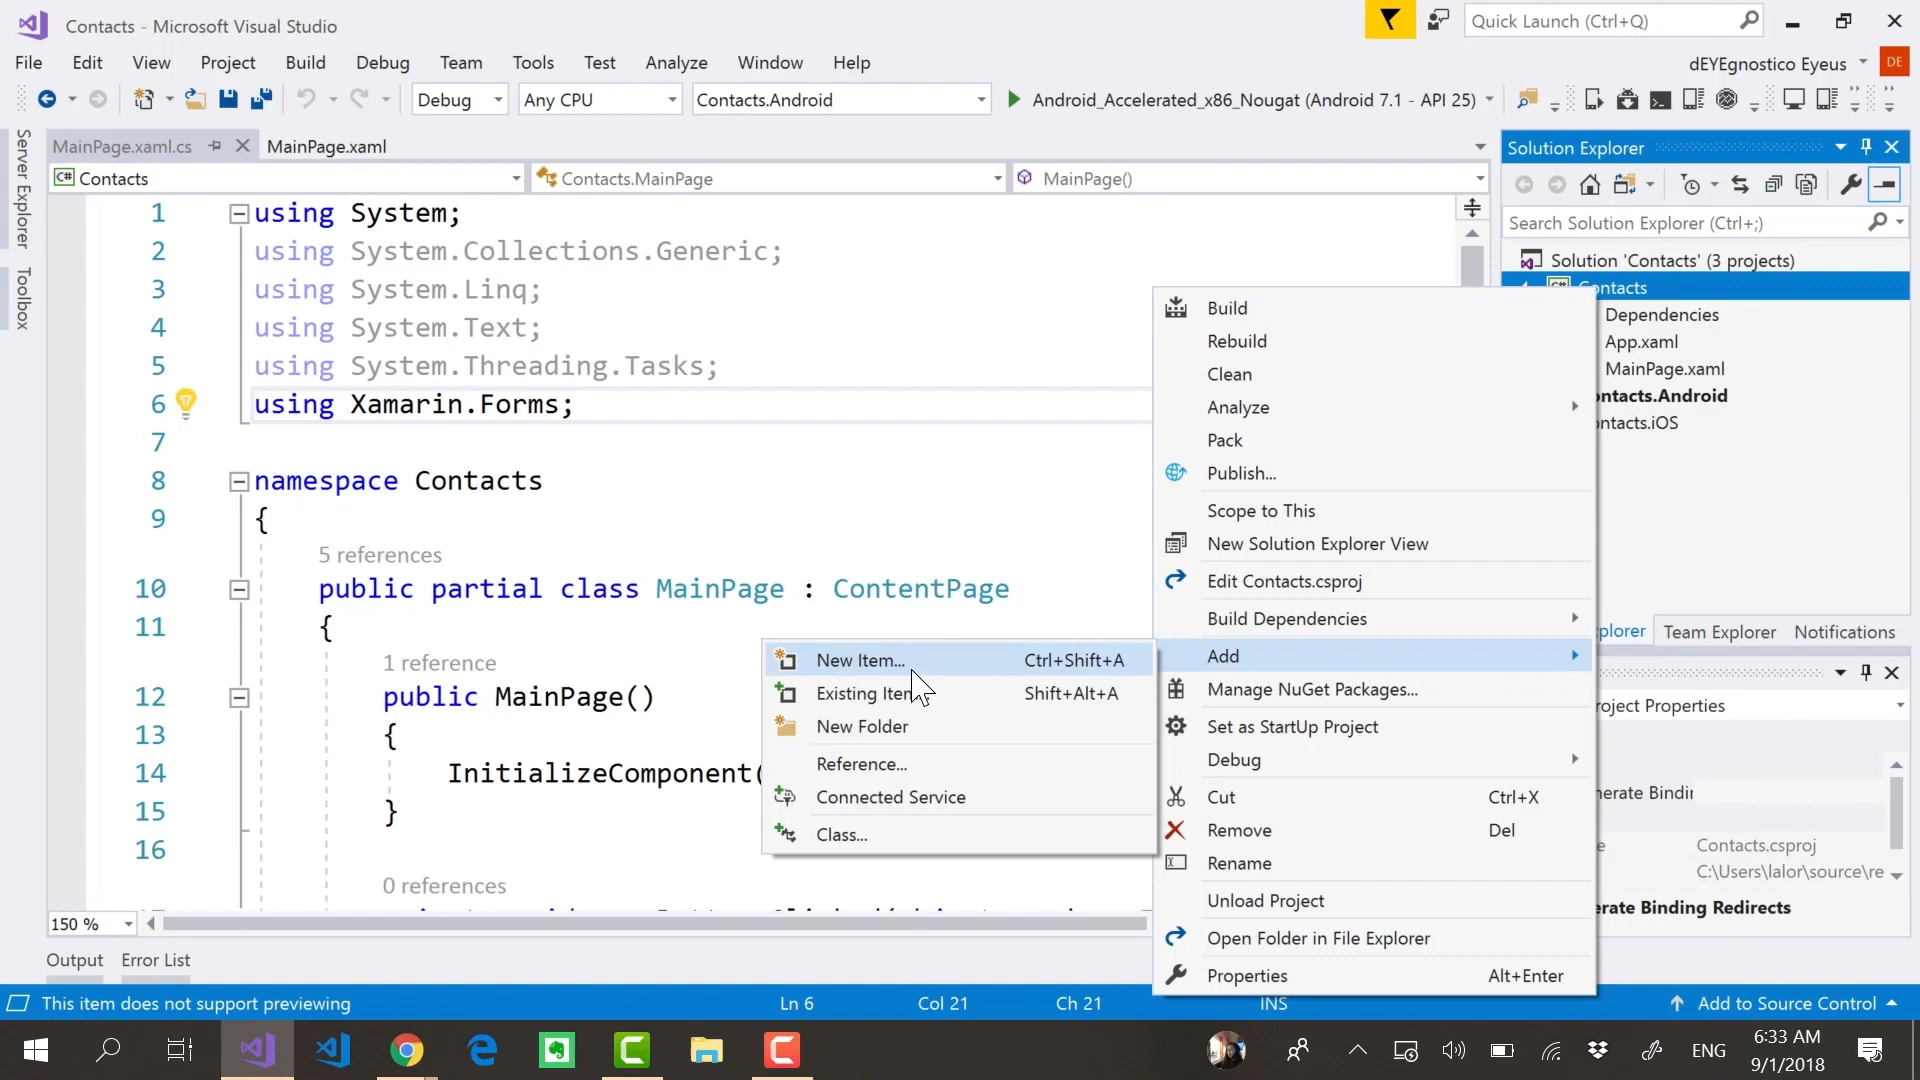 Contacts - Microsoft Visual Studio
Quick Launch (Ctrl+Q)
File Edit View Project Build Debug Team Tools Test Analyze Window Help
dEYEgnostico Eyeus DE
Debug Any CPU Contacts.Android Android_Accelerated_x86_Nougat (Android 7.1 - API 25)
Server Explorer
Toolbox
MainPage.xaml.cs MainPage.xaml
C# Contacts Contacts.MainPage MainPage()
1 using System;
2 using System.Collections.Generic;
3 using System.Linq;
4 using System.Text;
5 using System.Threading.Tasks;
6 using Xamarin.Forms;
7
8 namespace Contacts
9 {
5 references
10 public partial class MainPage : ContentPage
11 {
1 reference
12 public MainPage()
13 {
14 InitializeComponent(
15 }
16
0 references
150 %
Output Error List
Solution Explorer
Search Solution Explorer (Ctrl+;)
Solution 'Contacts' (3 projects)
Contacts
Dependencies
App.xaml
MainPage.xaml
ontacts.Android
ontacts.iOS
plorer Team Explorer Notifications
roject Properties
nerate Bindin
e Contacts.csproj
C:\Users\lalor\source\re
erate Binding Redirects
Build
Rebuild
Clean
Analyze
Pack
Publish...
Scope to This
New Solution Explorer View
Edit Contacts.csproj
Build Dependencies
Add
Manage NuGet Packages...
Set as StartUp Project
Debug
Cut Ctrl+X
Remove Del
Rename
Unload Project
Open Folder in File Explorer
Properties Alt+Enter
New Item... Ctrl+Shift+A
Existing Item Shift+Alt+A
New Folder
Reference...
Connected Service
Class...
This item does not support previewing Ln 6 Col 21 Ch 21 INS Add to Source Control
ENG
6:33 AM
9/1/2018